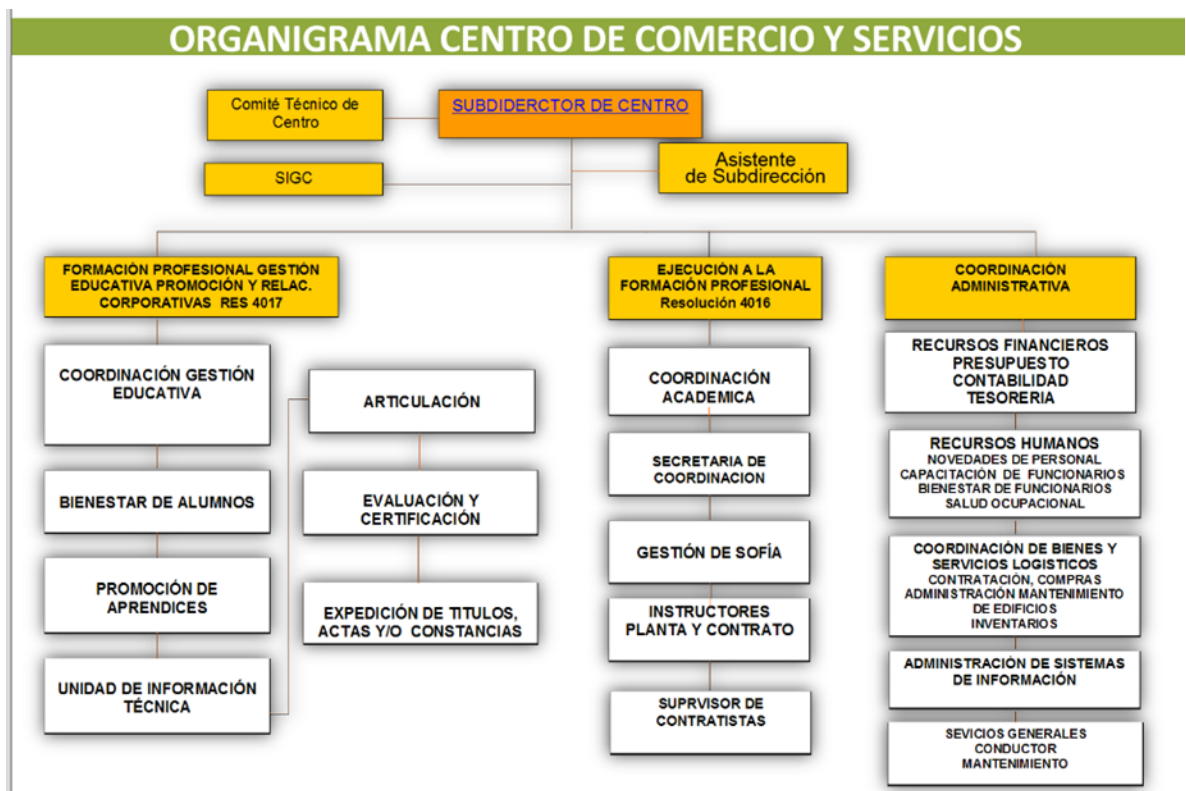 ORGANIGRAMA CENTRO DE COMERCIO Y SERVICIOS
Comité Técnico de
Centro
SUBDIDERCTOR DE CENTRO
SIGC
Asistente
de Subdirección
FORMACIÓN PROFESIONAL GESTIÓN
EDUCATIVA PROMOCIÓN Y RELAC.
CORPORATIVAS RES 4017
COORDINACIÓN GESTIÓN
EDUCATIVA
BIENESTAR DE ALUMNOS
PROMOCIÓN DE
APRENDICES
UNIDAD DE INFORMACIÓN
TÉCNICA
ARTICULACIÓN
EVALUACIÓN Y
CERTIFICACIÓN
EXPEDICIÓN DE TITULOS,
ACTAS Y/O CONSTANCIAS
EJECUCIÓN A LA
FORMACIÓN PROFESIONAL
Resolución 4016
COORDINACIÓN
ACADEMICA
SECRETARIA DE
COORDINACION
GESTIÓN DE SOFÍA
INSTRUCTORES
PLANTA Y CONTRATO
SUPRVISOR DE
CONTRATISTAS
COORDINACIÓN
ADMINISTRATIVA
RECURSOS FINANCIEROS
PRESUPUESTO
CONTABILIDAD
TESORERIA
RECURSOS HUMANOS
NOVEDADES DE PERSONAL
CAPACITACIÓN DE FUNCIONARIOS
BIENESTAR DE FUNCIONARIOS
SALUD OCUPACIONAL
COORDINACIÓN DE BIENES Y
SERVICIOS LOGISTICOS
CONTRATACIÓN, COMPRAS
ADMINISTRACIÓN MANTENIMIENTO
DE EDIFICIOS
INVENTARIOS
ADMINISTRACIÓN DE SISTEMAS
DE INFORMACIÓN
SEVICIOS GENERALES
CONDUCTOR
MANTENIMIENTO